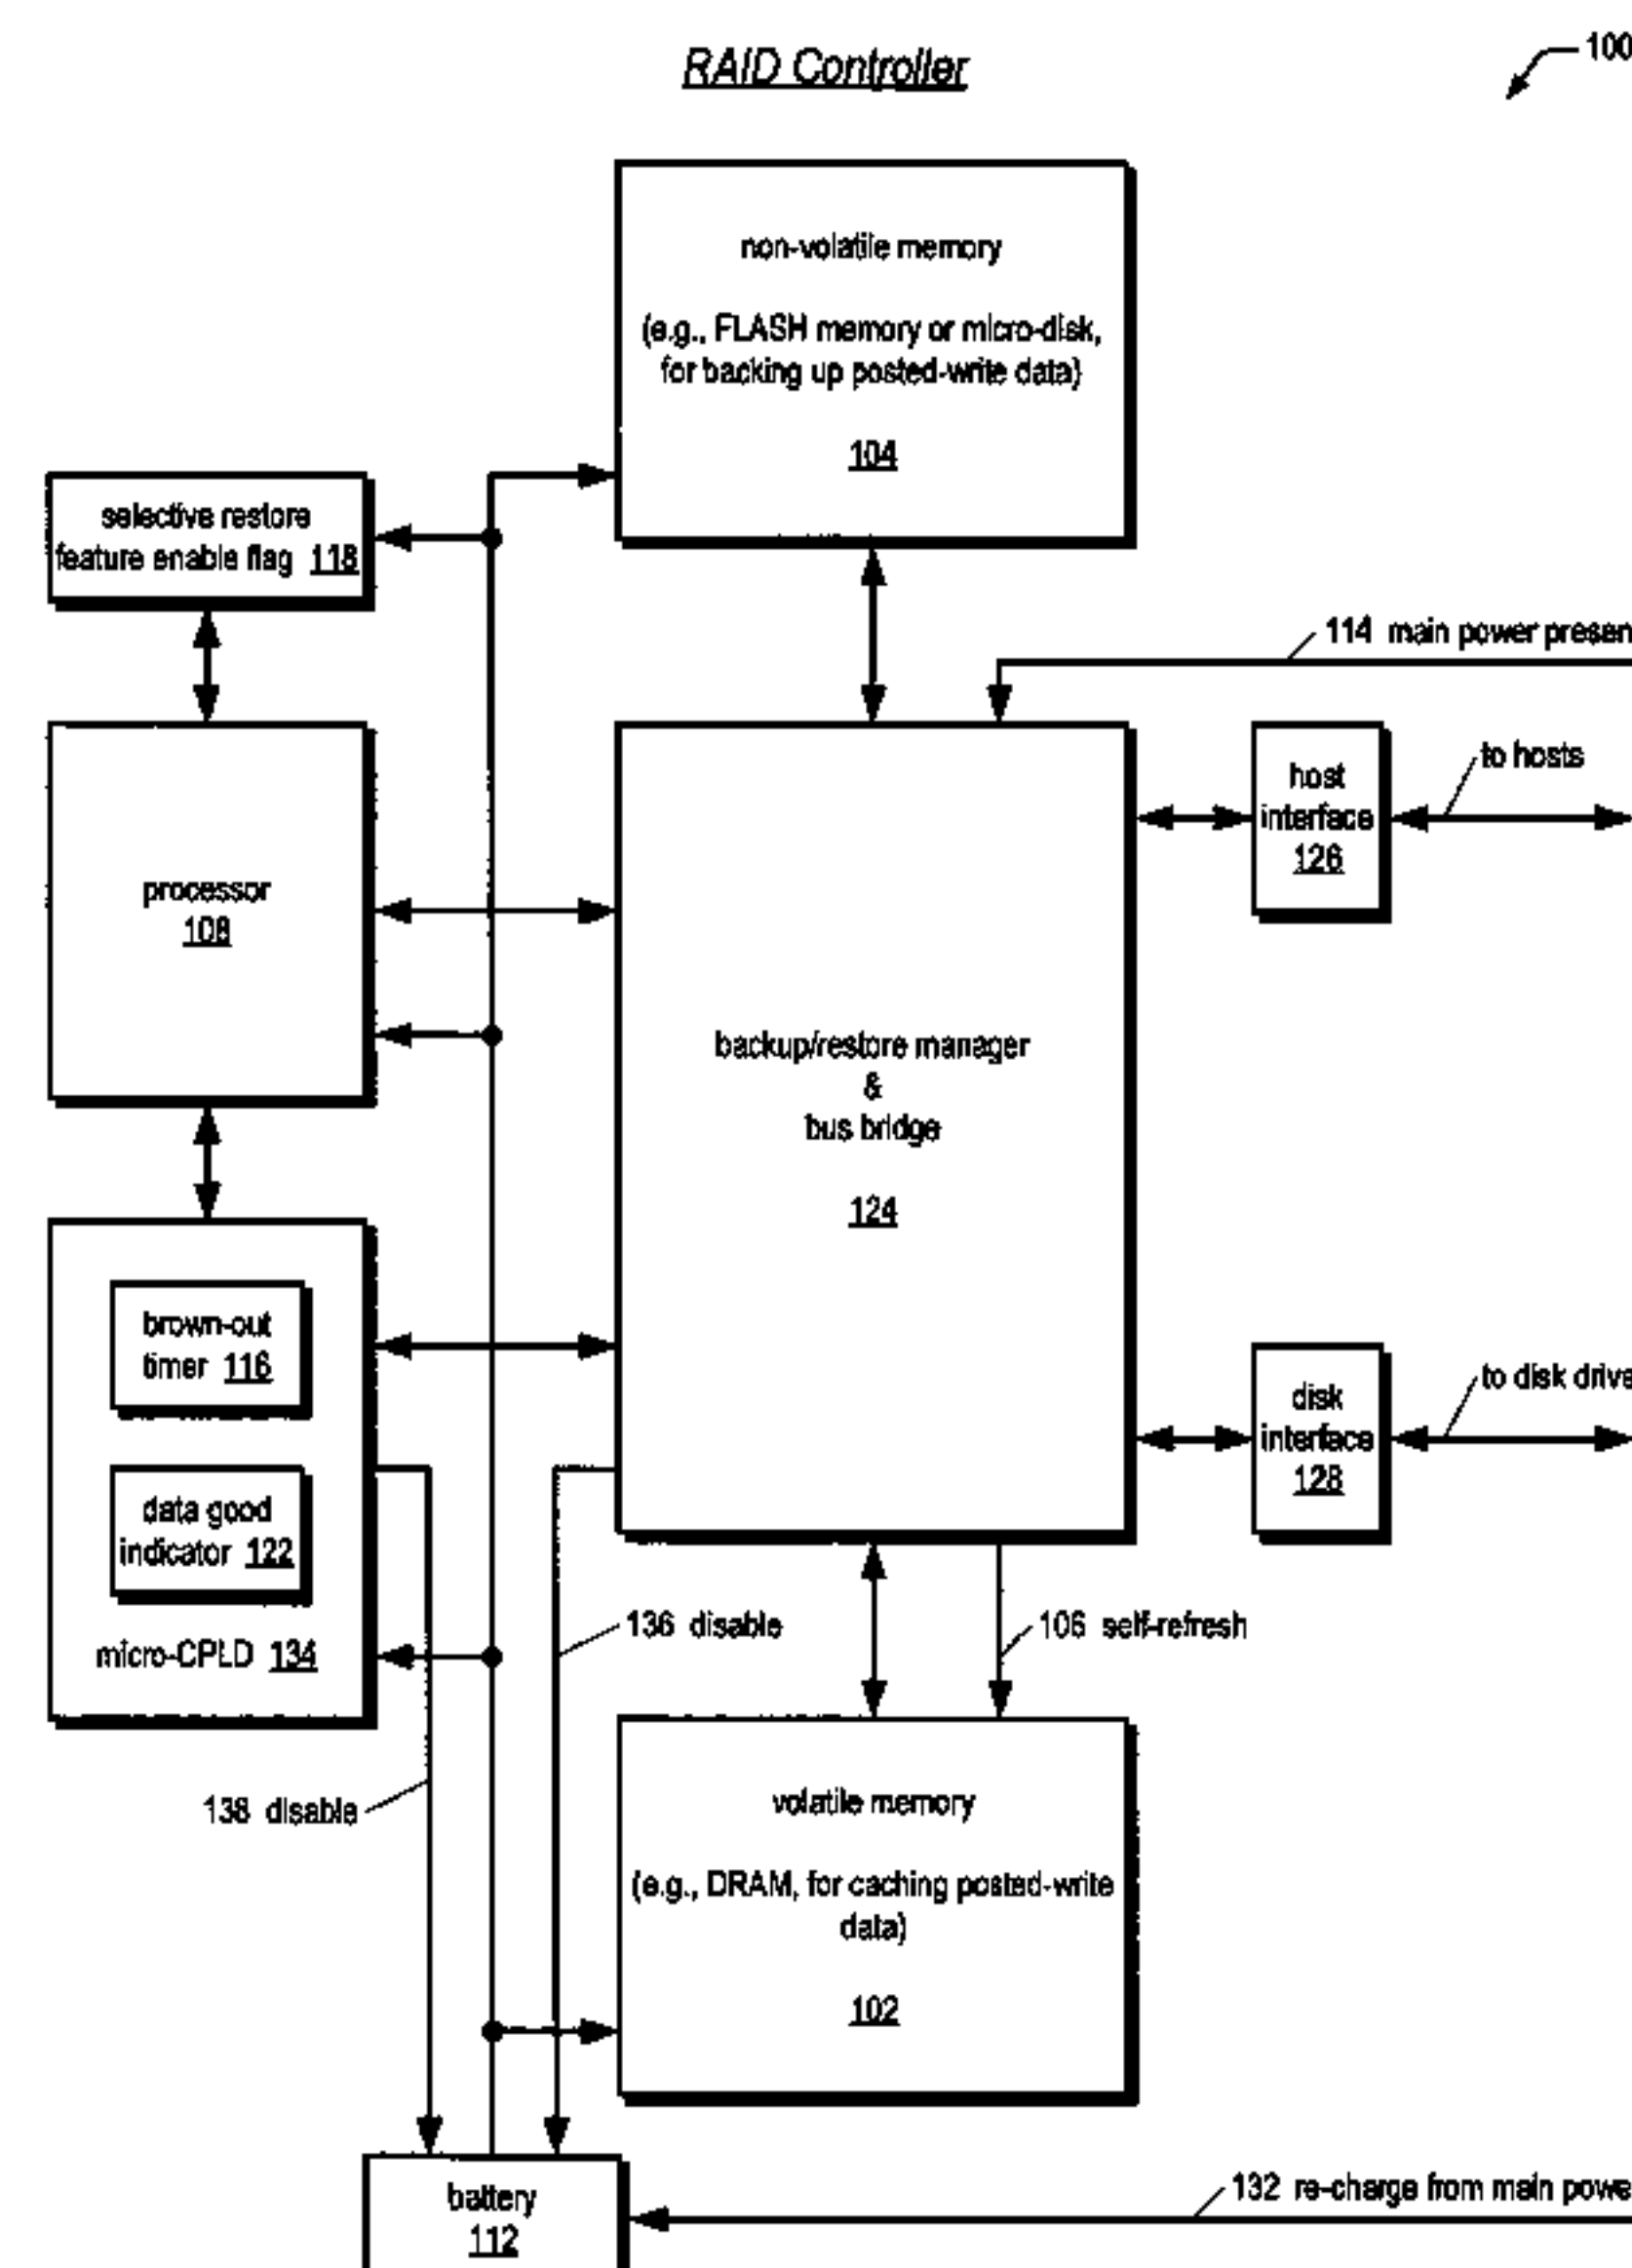 RAID Controller
100
non-volatile memory
(e.g., FLASH memory or micro-disk,
for backing up posted-write data)
104
selective restore
feature enable flag 118
114 main power presen
to hosts
host
interface
126
processor
108
backup/restore manager
&
bus bridge
124
brown-out
timer 116
to disk drive
disk
interface
128
data good
indicator 122
136 disable
106 self-refresh
micro-CPLD 134
138 disable
volatile memory
(e.g., DRAM, for caching posted-write
data)
102
132 re-charge from main powe
battery
112